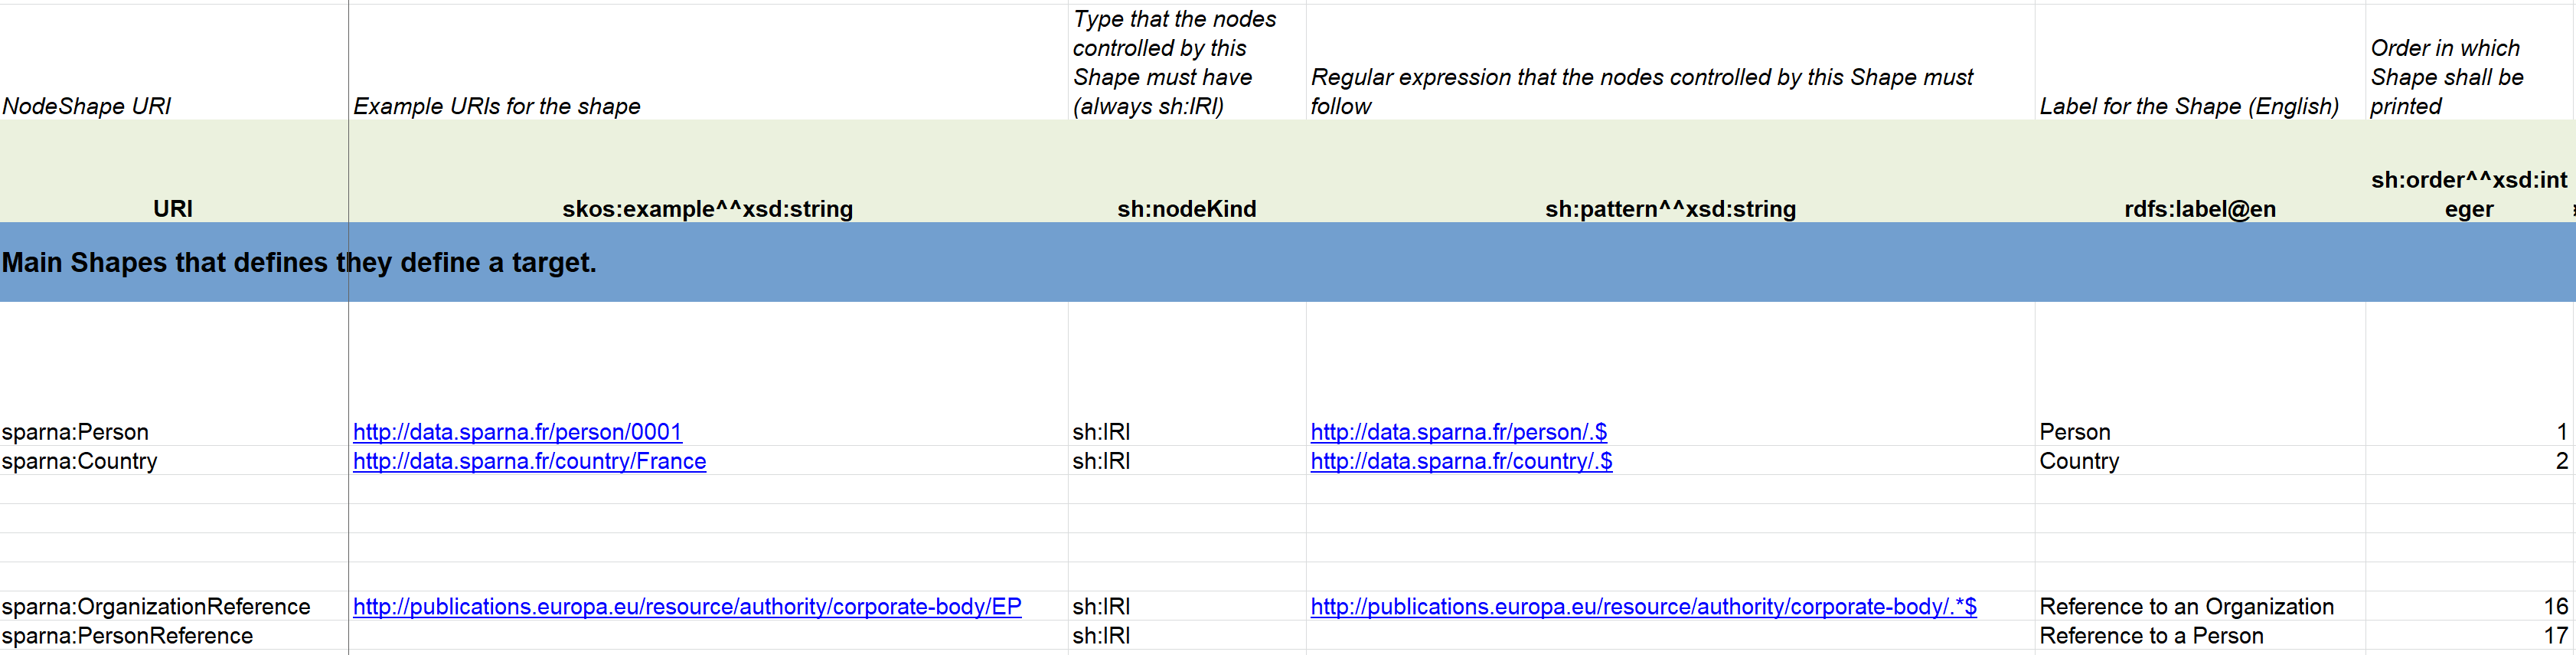 NodeShape URI
Example URIs for the shape
Type that the nodes
controlled by this
Shape must have
(always sh:IRI)
Regular expression that the nodes controlled by this Shape must
follow
Label for the Shape (English)
Order in which
Shape shall be
printed
URI
skos:example^^xsd:string
sh:nodeKind
sh:pattern^^xsd:string
rdfs:label@en
sh:order^^xsd:int
eger
Main Shapes that defines they define a target.
sparna:Person http://data.sparna.fr/person/0001 sh:IRI http://data.sparna.fr/person/.$ Person 1
sparna:Country http://data.sparna.fr/country/France sh:IRI http://data.sparna.fr/country/.$ Country 2
sparna:OrganizationReference http://publications.europa.eu/resource/authority/corporate-body/EP sh:IRI http://publications.europa.eu/resource/authority/corporate-body/.*$ Reference to an Organization 16
sparna:PersonReference sh:IRI Reference to a Person 17